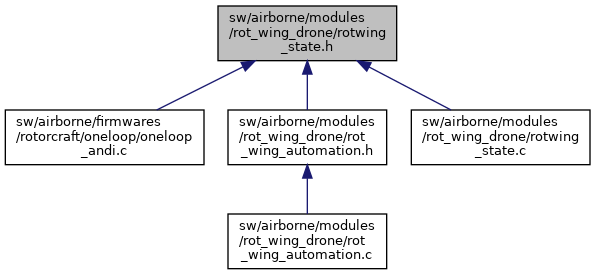 sw/airborne/modules
/rot_wing_drone/rotwing
_state.h
sw/airborne/firmwares
/rotorcraft/oneloop/oneloop
_andi.c
sw/airborne/modules
/rot_wing_drone/rot
_wing_automation.h
sw/airborne/modules
/rot_wing_drone/rotwing
_state.c
sw/airborne/modules
/rot_wing_drone/rot
_wing_automation.c